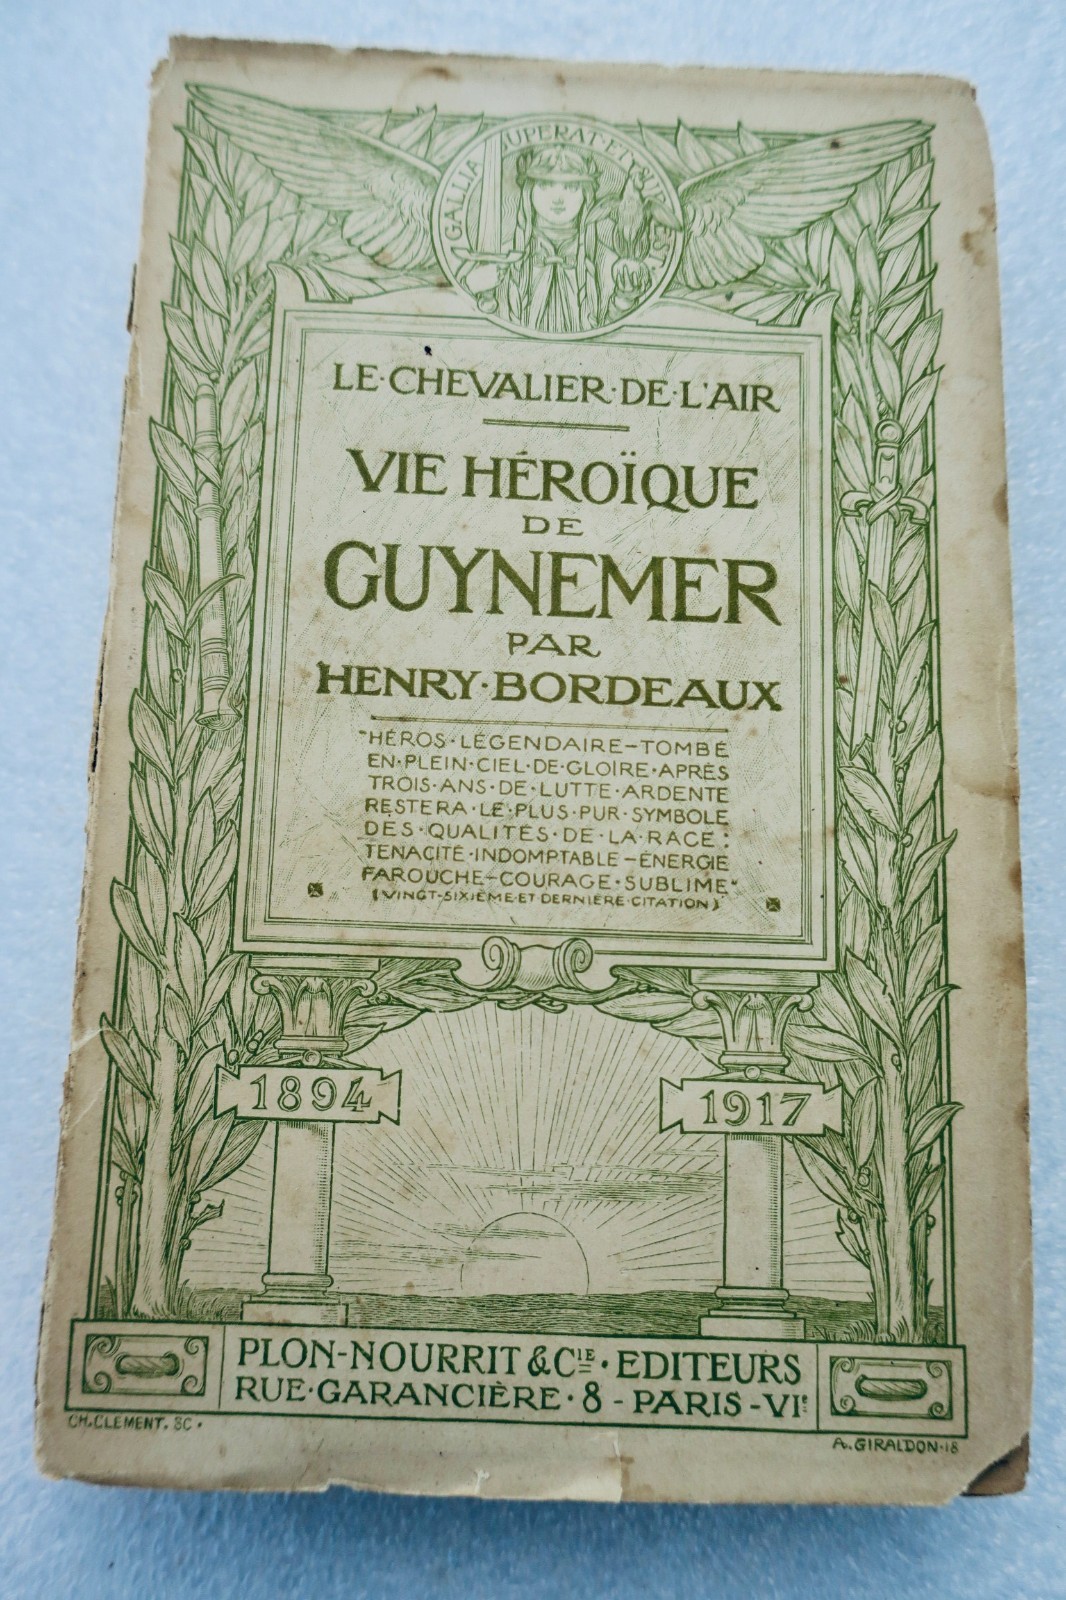 GALLIA SUPERAT ET SUPEREST
LE·CHEVALIER·DE·L'AIR
VIE HÉROÏQUE
DE
GUYNEMER
PAR
HENRY·BORDEAUX
"HÉROS·LÉGENDAIRE—TOMBÉ
EN·PLEIN·CIEL·DE·GLOIRE·APRÈS
TROIS·ANS·DE·LUTTE·ARDENTE
RESTERA·LE·PLUS·PUR·SYMBOLE
DES·QUALITÉS·DE·LA·RACE:
TENACITÉ·INDOMPTABLE—ÉNERGIE
FAROUCHE—COURAGE·SUBLIME"
(VINGT-SIXIÈME·ET·DERNIÈRE·CITATION)
1894
1917
PLON-NOURRIT & Cie·EDITEURS
RUE·GARANCIÈRE·8 - PARIS - VIe
CH.CLEMENT. SC.
A.GIRALDON·18